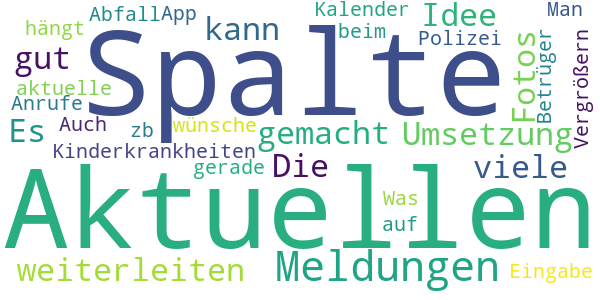 AbfallApp Kalender Idee Man
hängt kann beim Polizei
gut Spalte Fotos Betrüger Vergrößern
aktuelle
Anrufe
Es Auch zb wünsche gemacht Umsetzung
Kinderkrankheiten Die viele
gerade
Aktuellen Was
auf
weiterleiten Meldungen Eingabe